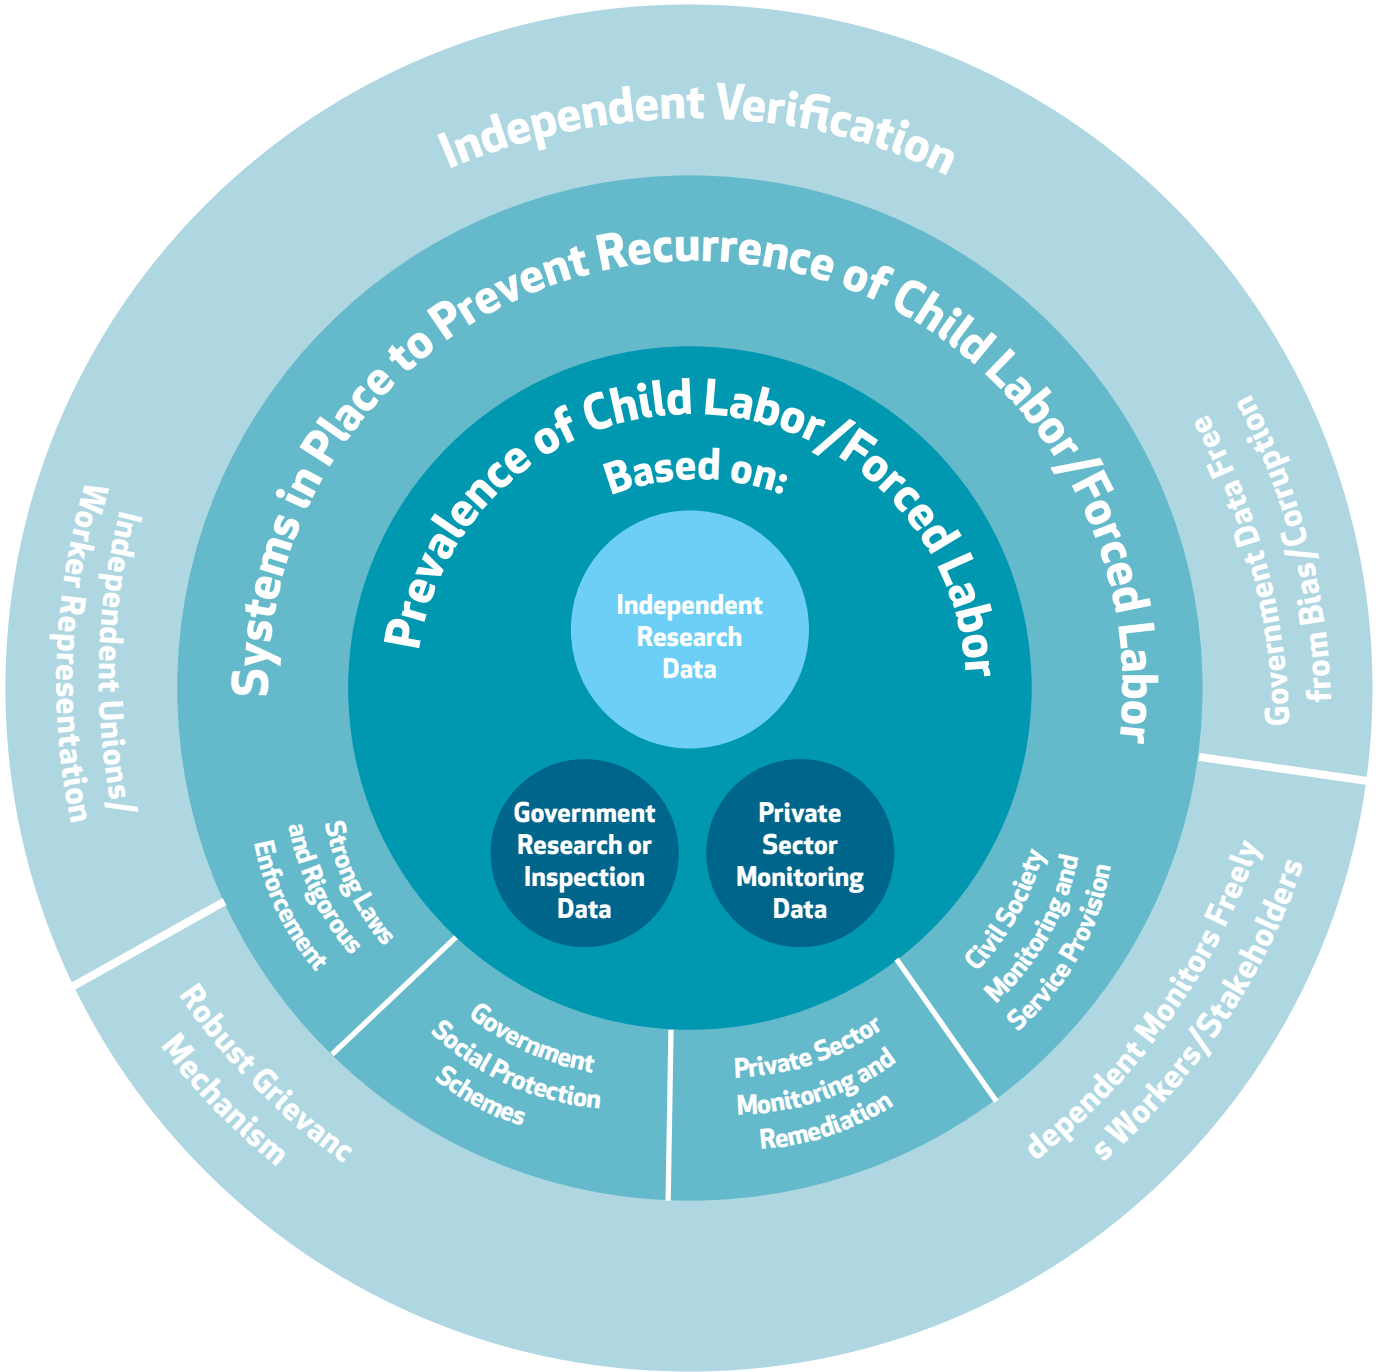 Independent Verification
Systems in Place to Prevent Recurrence of Child Labor/Forced Labor
Prevalence of Child Labor/Forced Labor
Based on:
Independent
Research
Data
Government
Research or
Inspection
Data
Private
Sector
Monitoring
Data
Strong Laws
and Rigorous
Enforcement
Government
Social Protection
Schemes
Private Sector
Monitoring and
Remediation
Civil Society
Monitoring and
Service Provision
Independent Unions/
Worker Representation
Robust Grievanc
Mechanism
dependent Monitors Freely
s Workers/Stakeholders
Government Data Free
from Bias/Corruption